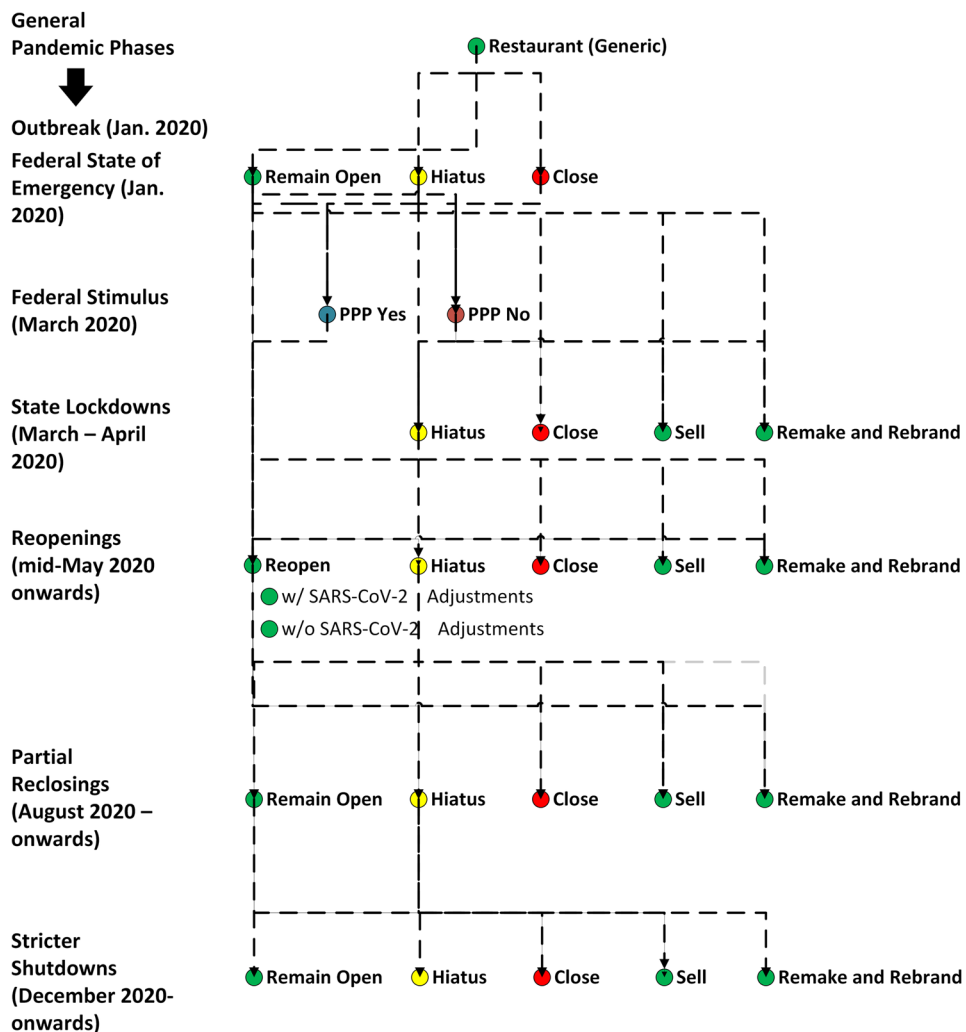 General
Pandemic Phases
Restaurant (Generic)
Outbreak (Jan. 2020)
Federal State of
Emergency (Jan.
2020)
Remain Open
Hiatus
Close
Federal Stimulus
(March 2020)
PPP Yes
PPP No
State Lockdowns
(March – April
2020)
Hiatus
Close
Sell
Remake and Rebrand
Reopenings
(mid-May 2020
onwards)
Reopen
Hiatus
Close
Sell
Remake and Rebrand
w/ SARS-CoV-2 Adjustments
w/o SARS-CoV-2 Adjustments
Partial
Reclosings
(August 2020 –
onwards)
Remain Open
Hiatus
Close
Sell
Remake and Rebrand
Stricter
Shutdowns
(December 2020-
onwards)
Remain Open
Hiatus
Close
Sell
Remake and Rebrand